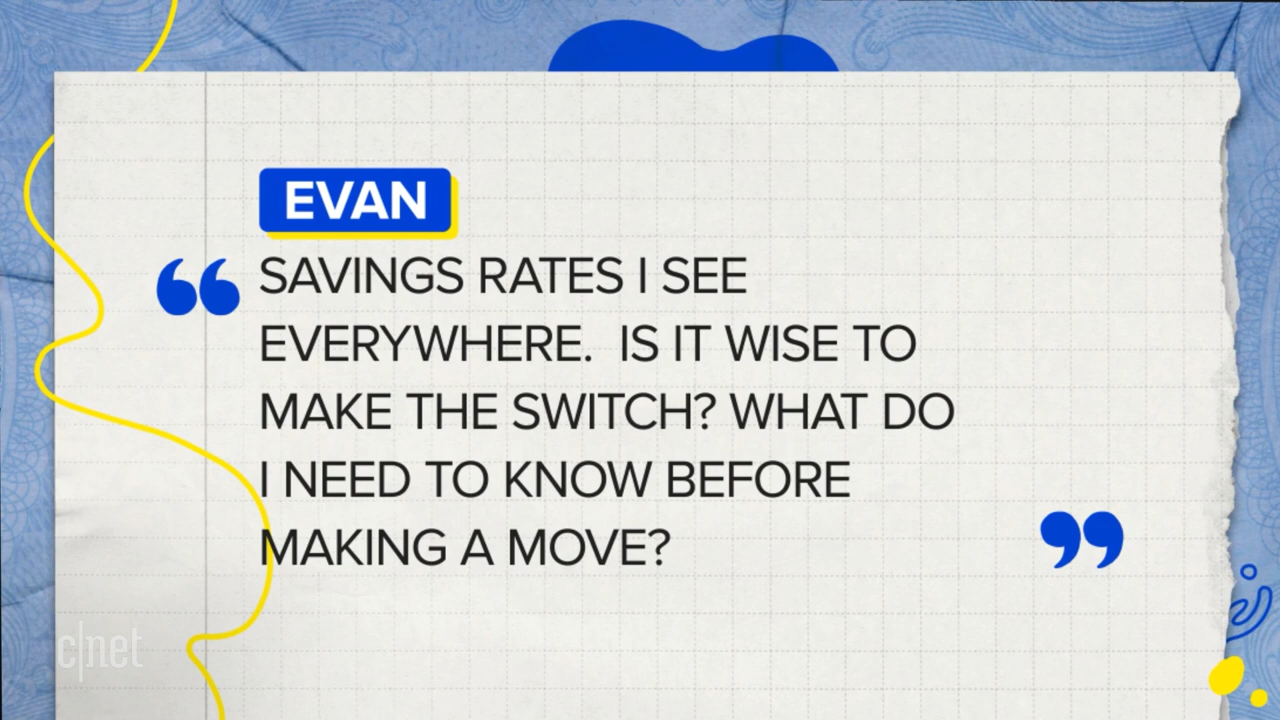 EVAN
“SAVINGS RATES I SEE
EVERYWHERE.  IS IT WISE TO
MAKE THE SWITCH? WHAT DO
I NEED TO KNOW BEFORE
MAKING A MOVE?”
c|net